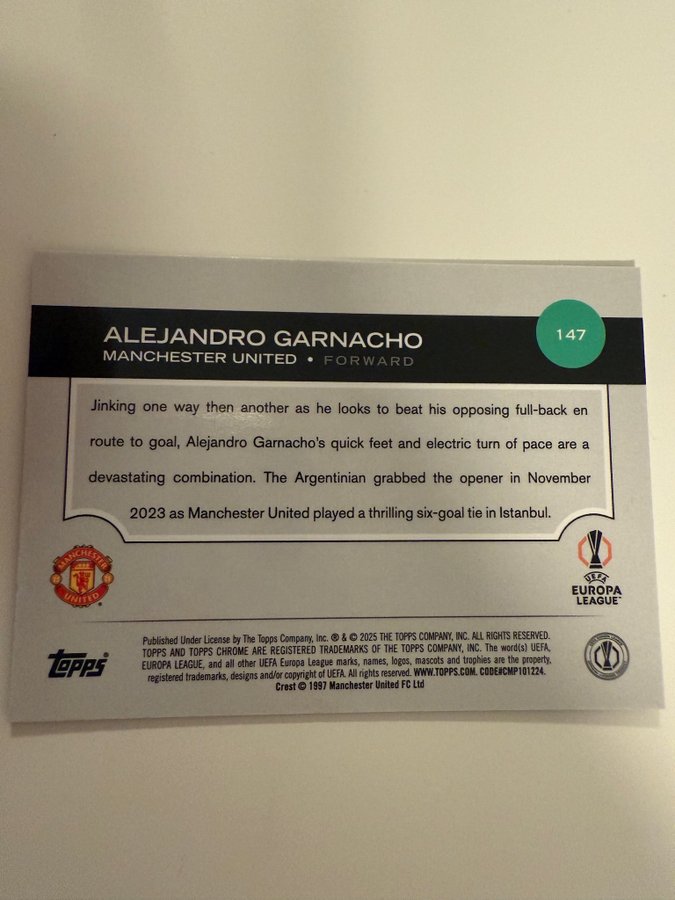 ALEJANDRO GARNACHO
MANCHESTER UNITED • FORWARD
147
Jinking one way then another as he looks to beat his opposing full-back en
route to goal, Alejandro Garnacho's quick feet and electric turn of pace are a
devastating combination. The Argentinian grabbed the opener in November
2023 as Manchester United played a thrilling six-goal tie in Istanbul.
MANCHESTER
UNITED
UEFA
EUROPA
LEAGUE™
topps®
Published Under License by The Topps Company, Inc. ® & © 2025 THE TOPPS COMPANY, INC. ALL RIGHTS RESERVED.
TOPPS AND TOPPS CHROME ARE REGISTERED TRADEMARKS OF THE TOPPS COMPANY, INC. The word(s) UEFA,
EUROPA LEAGUE, and all other UEFA Europa League marks, names, logos, mascots and trophies are the property,
registered trademarks, designs and/or copyright of UEFA. All rights reserved. WWW.TOPPS.COM. CODE#CMP101224.
Crest © 1997 Manchester United FC Ltd